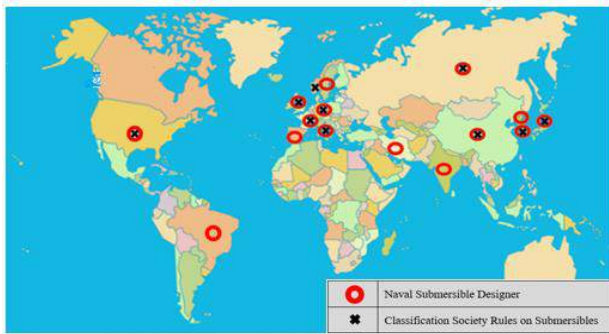 Naval Submersible Designer
Classification Society Rules on Submersibles